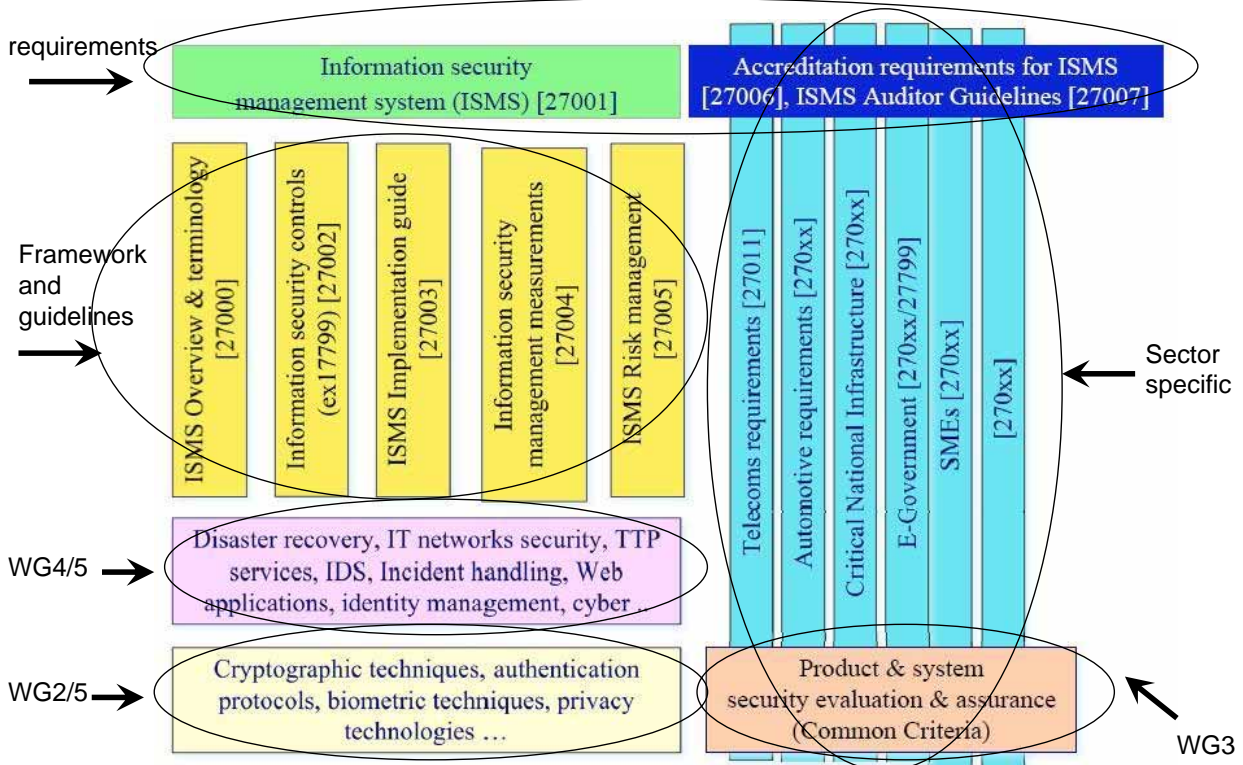 requirements
Information security
management system (ISMS) [27001]
Accreditation requirements for ISMS
[27006], ISMS Auditor Guidelines [27007]
Framework
and
guidelines
ISMS Overview & terminology
[27000]
Information security controls
(ex17799) [27002]
ISMS Implementation guide
[27003]
Information security
management measurements
[27004]
ISMS Risk management
[27005]
Telecoms requirements [27011]
Automotive requirements [270xx]
Critical National Infrastructure [270xx]
E-Government [270xx/27799]
SMEs [270xx]
[270xx]
Sector
specific
WG4/5
Disaster recovery, IT networks security, TTP
services, IDS, Incident handling, Web
applications, identity management, cyber ..
WG2/5
Cryptographic techniques, authentication
protocols, biometric techniques, privacy
technologies …
Product & system
security evaluation & assurance
(Common Criteria)
WG3